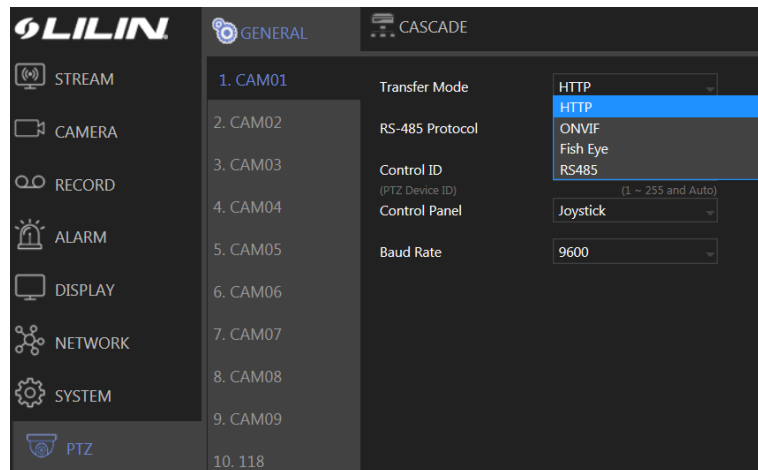 LILIN
GENERAL
CASCADE
STREAM
CAMERA
RECORD
ALARM
DISPLAY
NETWORK
SYSTEM
PTZ
1. CAM01
2. CAM02
3. CAM03
4. CAM04
5. CAM05
6. CAM06
7. CAM07
8. CAM08
9. CAM09
10. 118
Transfer Mode HTTP
HTTP
ONVIF
Fish Eye
RS485
RS-485 Protocol
Control ID
(PTZ Device ID) (1 ~ 255 and Auto)
Control Panel Joystick
Baud Rate 9600